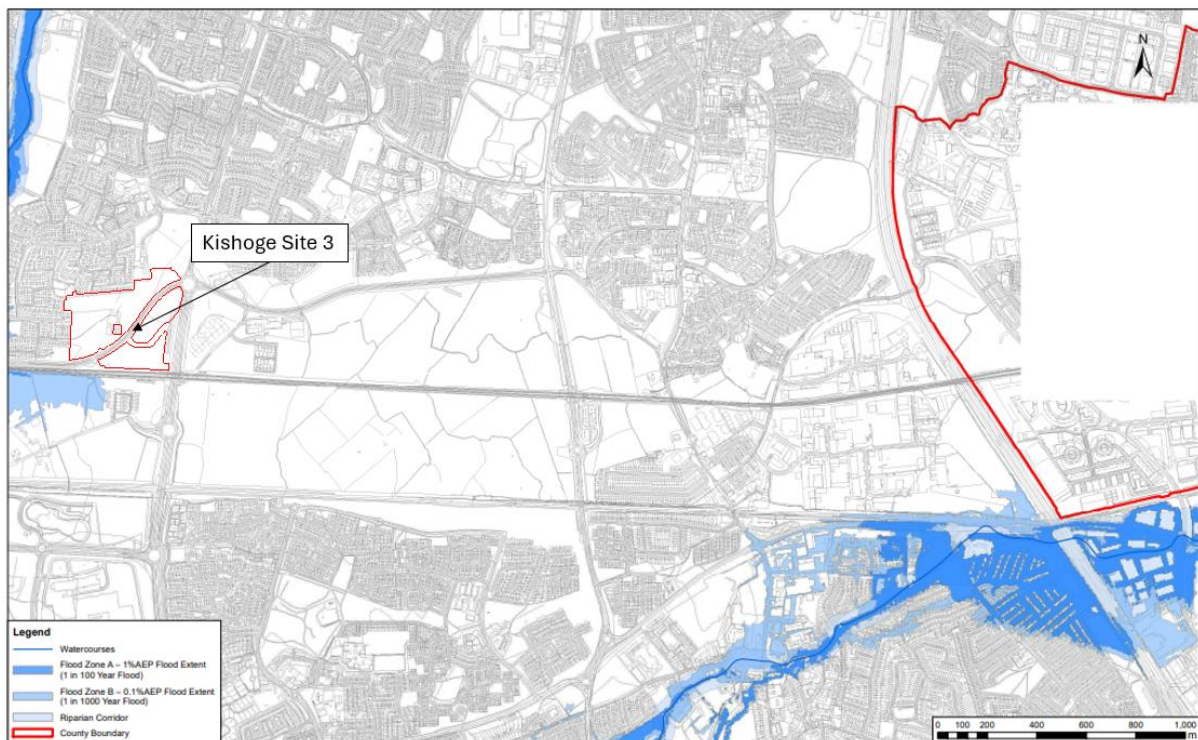 N
Kishoge Site 3
Legend
Watercourses
Flood Zone A – 1%AEP Flood Extent
(1 in 100 Year Flood)
Flood Zone B – 0.1%AEP Flood Extent
(1 in 1000 Year Flood)
Riparian Corridor
County Boundary
0 100 200 400 600 800 1,000
m